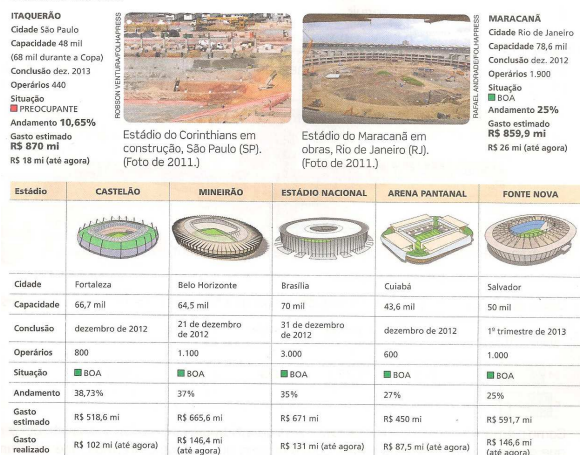 ITAQUERÃO
Cidade São Paulo
Capacidade 48 mil
(68 mil durante a Copa)
Conclusão dez. 2013
Operários 440
Situação
PREOCUPANTE
Andamento 10,65%
Gasto estimado
R$ 870 mi
R$ 18 mi (até agora)
ROBSON VENTURA/FOLHAPRESS
Estádio do Corinthians em
construção, São Paulo (SP).
(Foto de 2011.)
RAFAEL ANDRADE/FOLHAPRESS
Estádio do Maracanã em
obras, Rio de Janeiro (RJ).
(Foto de 2011.)
MARACANÃ
Cidade Rio de Janeiro
Capacidade 78,6 mil
Conclusão dez. 2012
Operários 1.900
Situação
BOA
Andamento 25%
Gasto estimado
R$ 859,9 mi
R$ 26 mi (até agora)
Estádio CASTELÃO MINEIRÃO ESTÁDIO NACIONAL ARENA PANTANAL FONTE NOVA
Cidade Fortaleza Belo Horizonte Brasília Cuiabá Salvador
Capacidade 66,7 mil 64,5 mil 70 mil 43,6 mil 50 mil
Conclusão dezembro de 2012 21 de dezembro
de 2012 31 de dezembro
de 2012 dezembro de 2012 1º trimestre de 2013
Operários 800 1.100 3.000 600 1.000
Situação BOA BOA BOA BOA BOA
Andamento 38,73% 37% 35% 27% 25%
Gasto
estimado R$ 518,6 mi R$ 665,6 mi R$ 671 mi R$ 450 mi R$ 591,7 mi
Gasto
realizado R$ 102 mi (até agora) R$ 146,4 mi
(até agora) R$ 131 mi (até agora) R$ 87,5 mi (até agora) R$ 146,6 mi
(até agora)